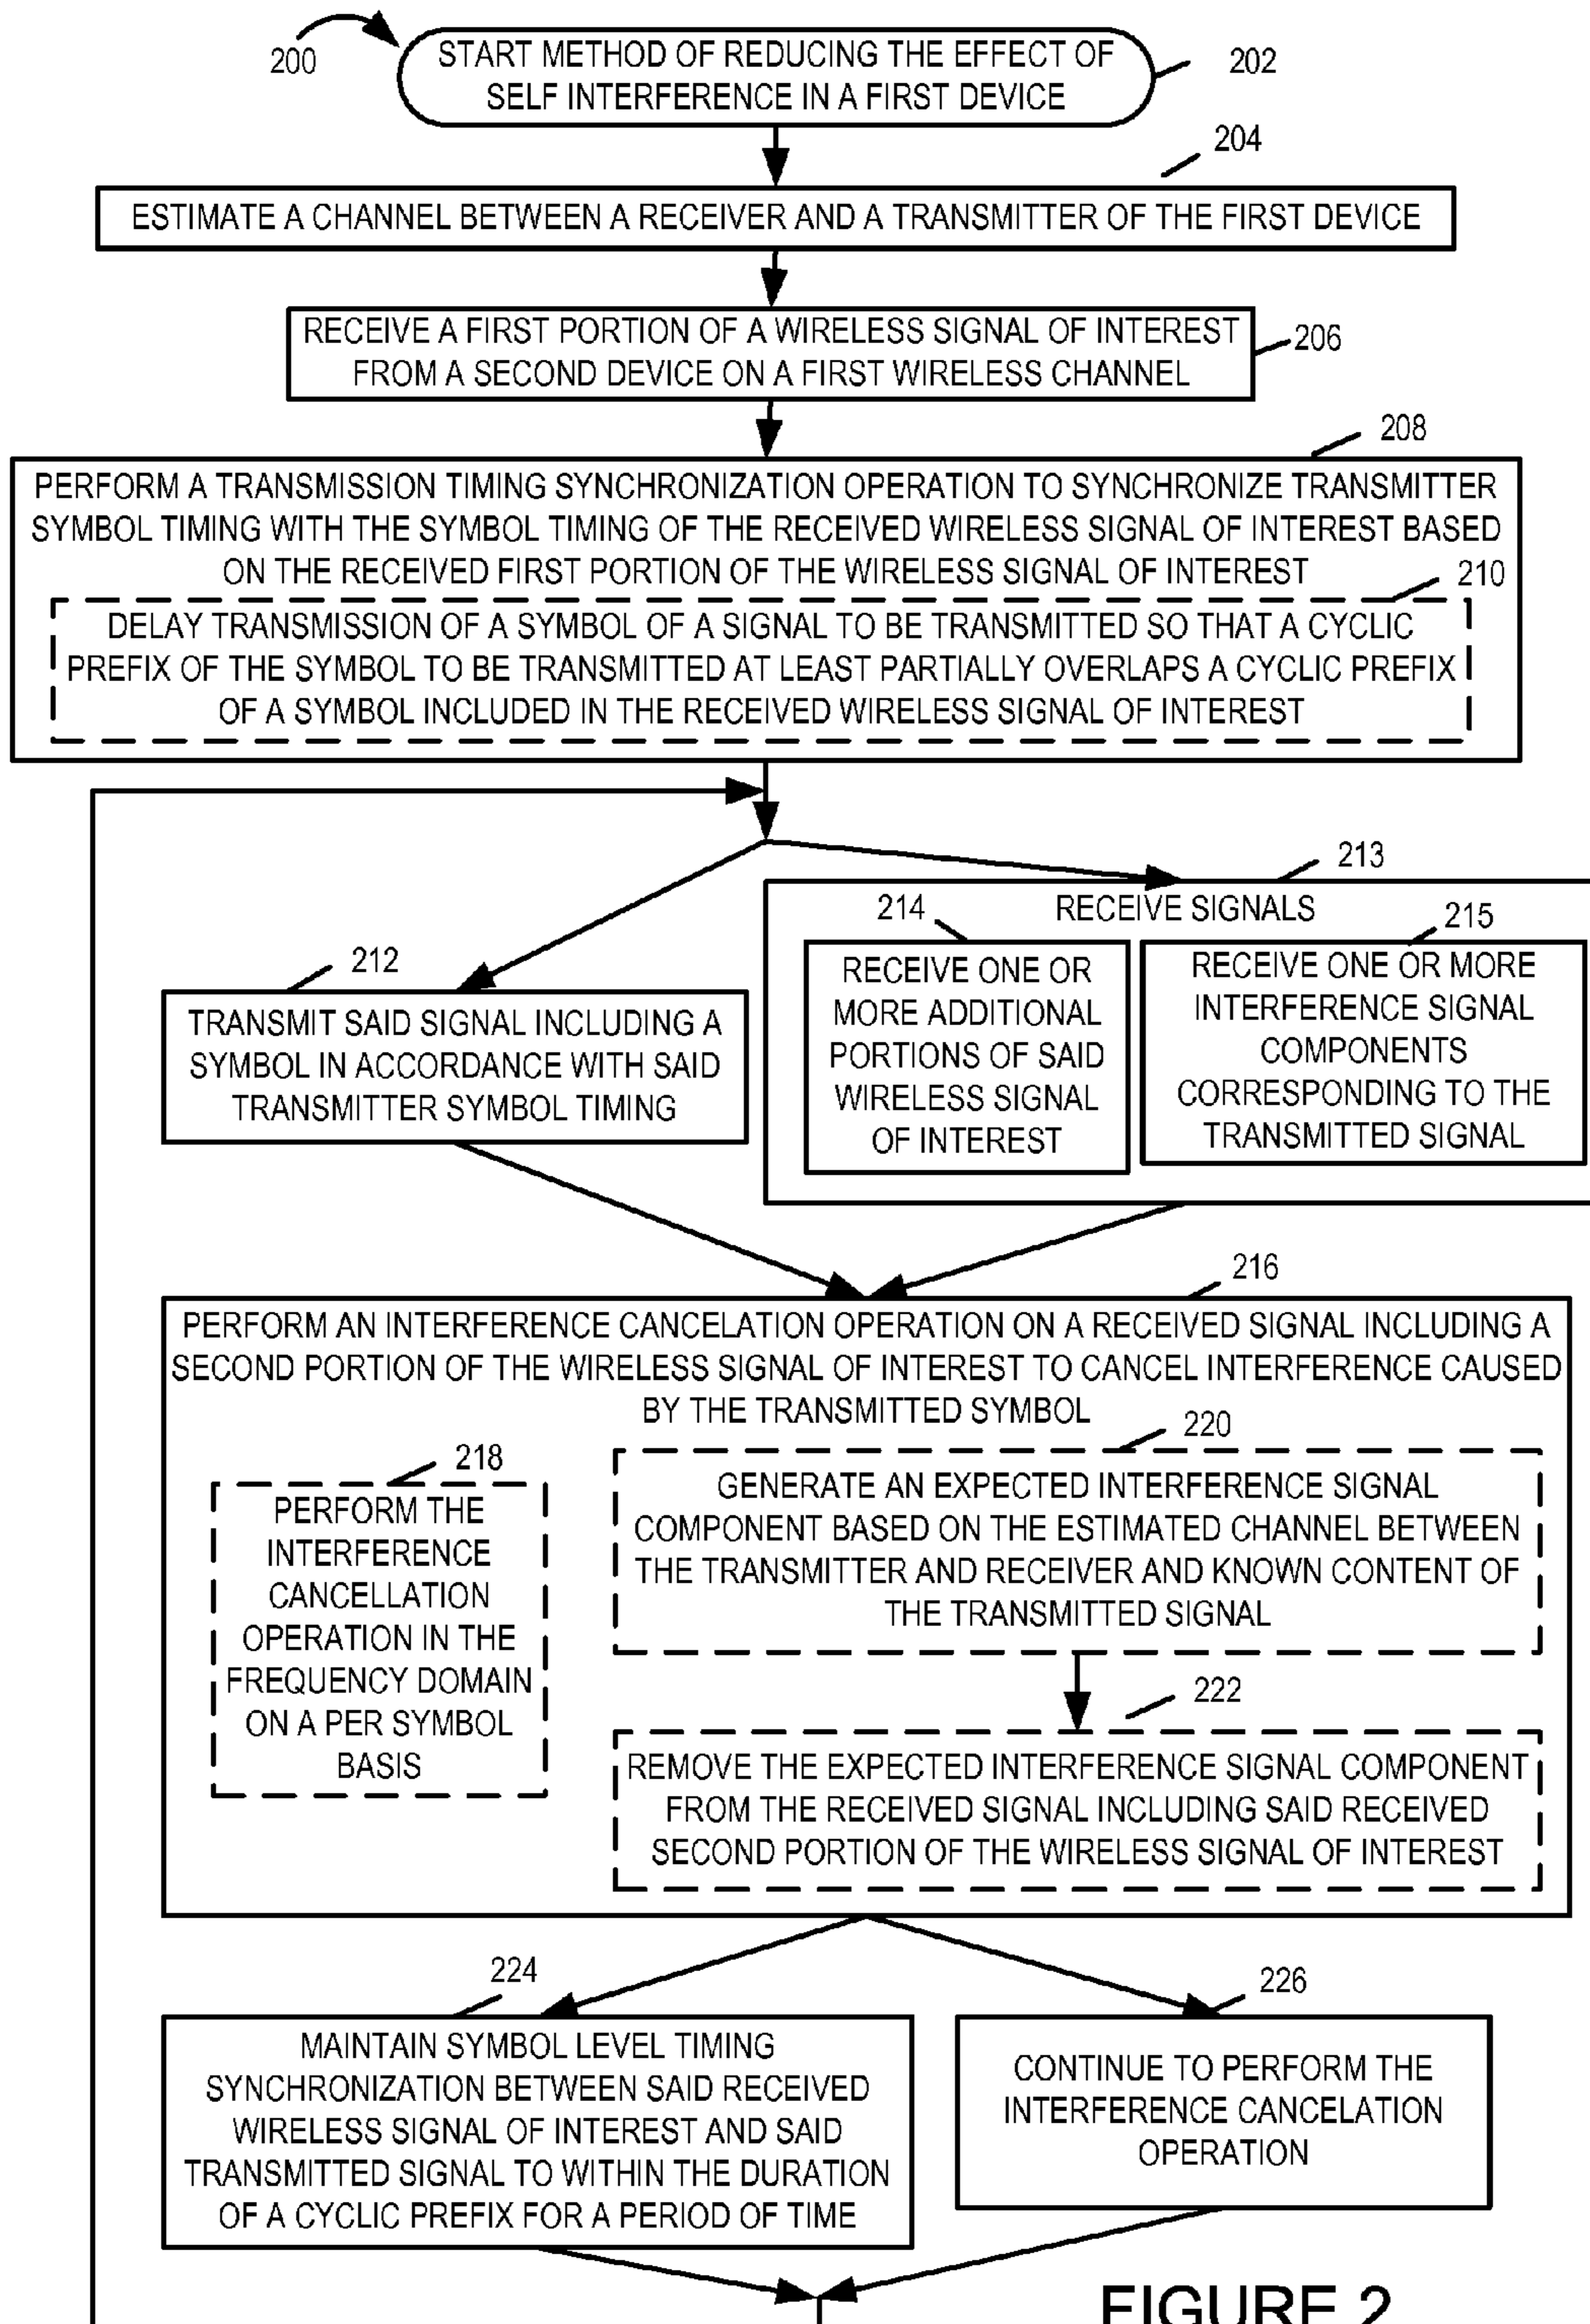 200
START METHOD OF REDUCING THE EFFECT OF
SELF INTERFERENCE IN A FIRST DEVICE
202
204
ESTIMATE A CHANNEL BETWEEN A RECEIVER AND A TRANSMITTER OF THE FIRST DEVICE
RECEIVE A FIRST PORTION OF A WIRELESS SIGNAL OF INTEREST
FROM A SECOND DEVICE ON A FIRST WIRELESS CHANNEL
206
208
PERFORM A TRANSMISSION TIMING SYNCHRONIZATION OPERATION TO SYNCHRONIZE TRANSMITTER
SYMBOL TIMING WITH THE SYMBOL TIMING OF THE RECEIVED WIRELESS SIGNAL OF INTEREST BASED
ON THE RECEIVED FIRST PORTION OF THE WIRELESS SIGNAL OF INTEREST
210
DELAY TRANSMISSION OF A SYMBOL OF A SIGNAL TO BE TRANSMITTED SO THAT A CYCLIC
PREFIX OF THE SYMBOL TO BE TRANSMITTED AT LEAST PARTIALLY OVERLAPS A CYCLIC PREFIX
OF A SYMBOL INCLUDED IN THE RECEIVED WIRELESS SIGNAL OF INTEREST
212
TRANSMIT SAID SIGNAL INCLUDING A
SYMBOL IN ACCORDANCE WITH SAID
TRANSMITTER SYMBOL TIMING
213
RECEIVE SIGNALS
214
RECEIVE ONE OR
MORE ADDITIONAL
PORTIONS OF SAID
WIRELESS SIGNAL
OF INTEREST
215
RECEIVE ONE OR MORE
INTERFERENCE SIGNAL
COMPONENTS
CORRESPONDING TO THE
TRANSMITTED SIGNAL
216
PERFORM AN INTERFERENCE CANCELATION OPERATION ON A RECEIVED SIGNAL INCLUDING A
SECOND PORTION OF THE WIRELESS SIGNAL OF INTEREST TO CANCEL INTERFERENCE CAUSED
BY THE TRANSMITTED SYMBOL
218
PERFORM THE
INTERFERENCE
CANCELLATION
OPERATION IN THE
FREQUENCY DOMAIN
ON A PER SYMBOL
BASIS
220
GENERATE AN EXPECTED INTERFERENCE SIGNAL
COMPONENT BASED ON THE ESTIMATED CHANNEL BETWEEN
THE TRANSMITTER AND RECEIVER AND KNOWN CONTENT OF
THE TRANSMITTED SIGNAL
222
REMOVE THE EXPECTED INTERFERENCE SIGNAL COMPONENT
FROM THE RECEIVED SIGNAL INCLUDING SAID RECEIVED
SECOND PORTION OF THE WIRELESS SIGNAL OF INTEREST
224
MAINTAIN SYMBOL LEVEL TIMING
SYNCHRONIZATION BETWEEN SAID RECEIVED
WIRELESS SIGNAL OF INTEREST AND SAID
TRANSMITTED SIGNAL TO WITHIN THE DURATION
OF A CYCLIC PREFIX FOR A PERIOD OF TIME
226
CONTINUE TO PERFORM THE
INTERFERENCE CANCELATION
OPERATION
FIGURE 2